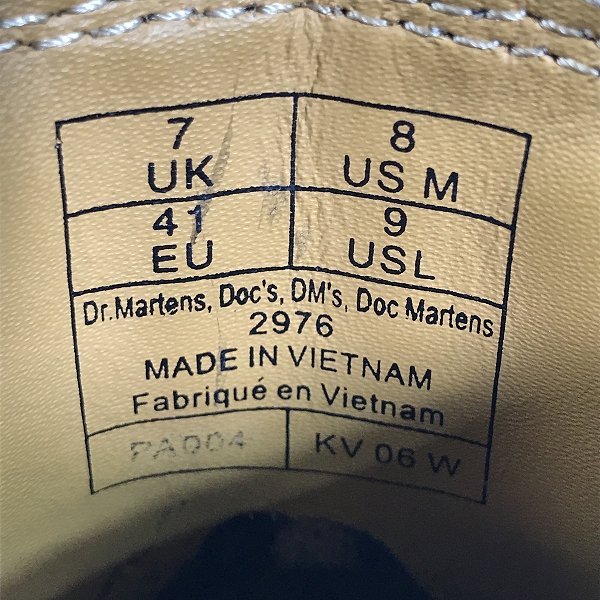 7 UK
8 US M
41 EU
9 USL
Dr.Martens, Doc's, DM's, Doc Martens
2976
MADE IN VIETNAM
Fabriqué en Vietnam
PA004
KV 06 W